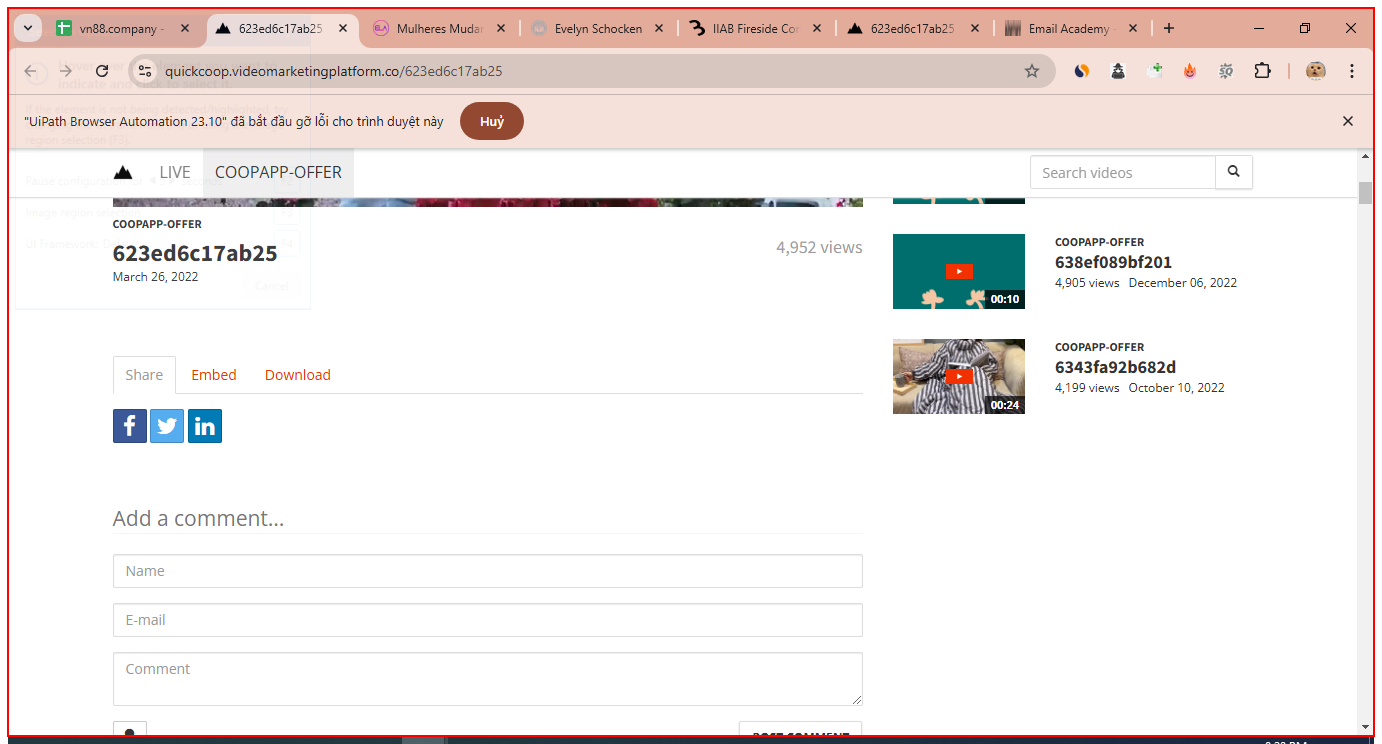 vn88.company -
623ed6c17ab25
Mulheres Mudar
Evelyn Schocken
IIAB Fireside Co
623ed6c17ab25
Email Academy
quickcoop.videomarketingplatform.co/623ed6c17ab25
"UiPath Browser Automation 23.10" đã bắt đầu gỡ lỗi cho trình duyệt này
Huỷ
LIVE
COOPAPP-OFFER
Search videos
COOPAPP-OFFER
623ed6c17ab25
4,952 views
March 26, 2022
00:10
COOPAPP-OFFER
638ef089bf201
4,905 views December 06, 2022
00:24
COOPAPP-OFFER
6343fa92b682d
4,199 views October 10, 2022
Share
Embed
Download
Add a comment...
Name
E-mail
Comment
POST COMMENT